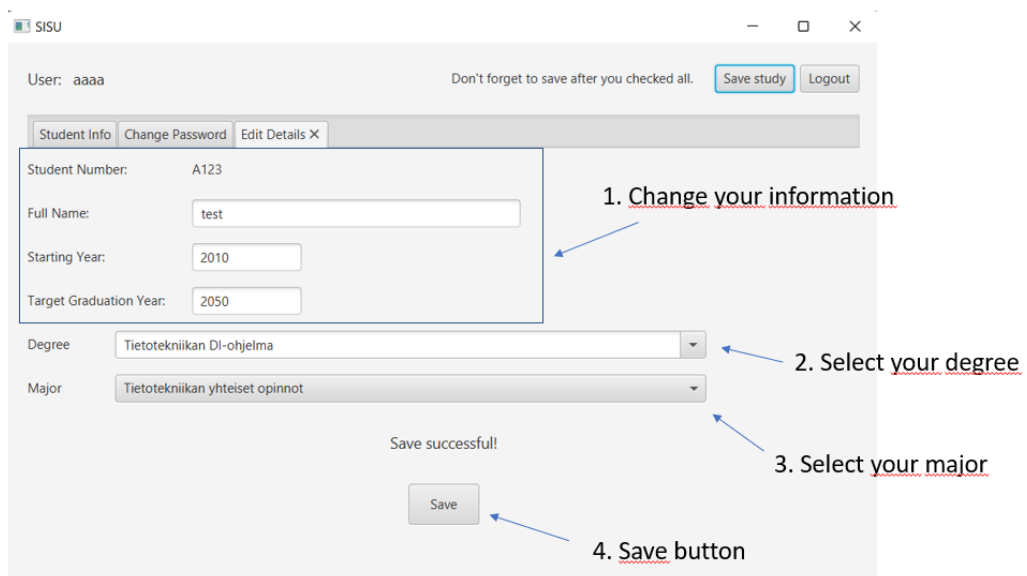 SISU
User: aaaa
Don't forget to save after you checked all.
Save study
Logout
Student Info
Change Password
Edit Details
Student Number:
A123
1. Change your information
Full Name:
test
Starting Year:
2010
Target Graduation Year:
2050
Degree
Tietotekniikan DI-ohjelma
2. Select your degree
Major
Tietotekniikan yhteiset opinnot
Save successful!
3. Select your major
Save
4. Save button